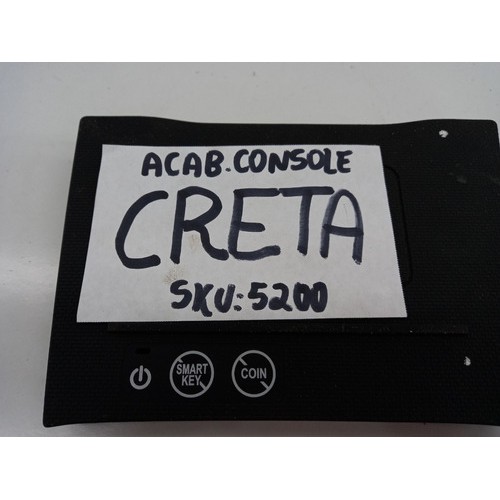 ACAB.CONSOLE
CRETA
SKU:5200
SMART
KEY
COIN